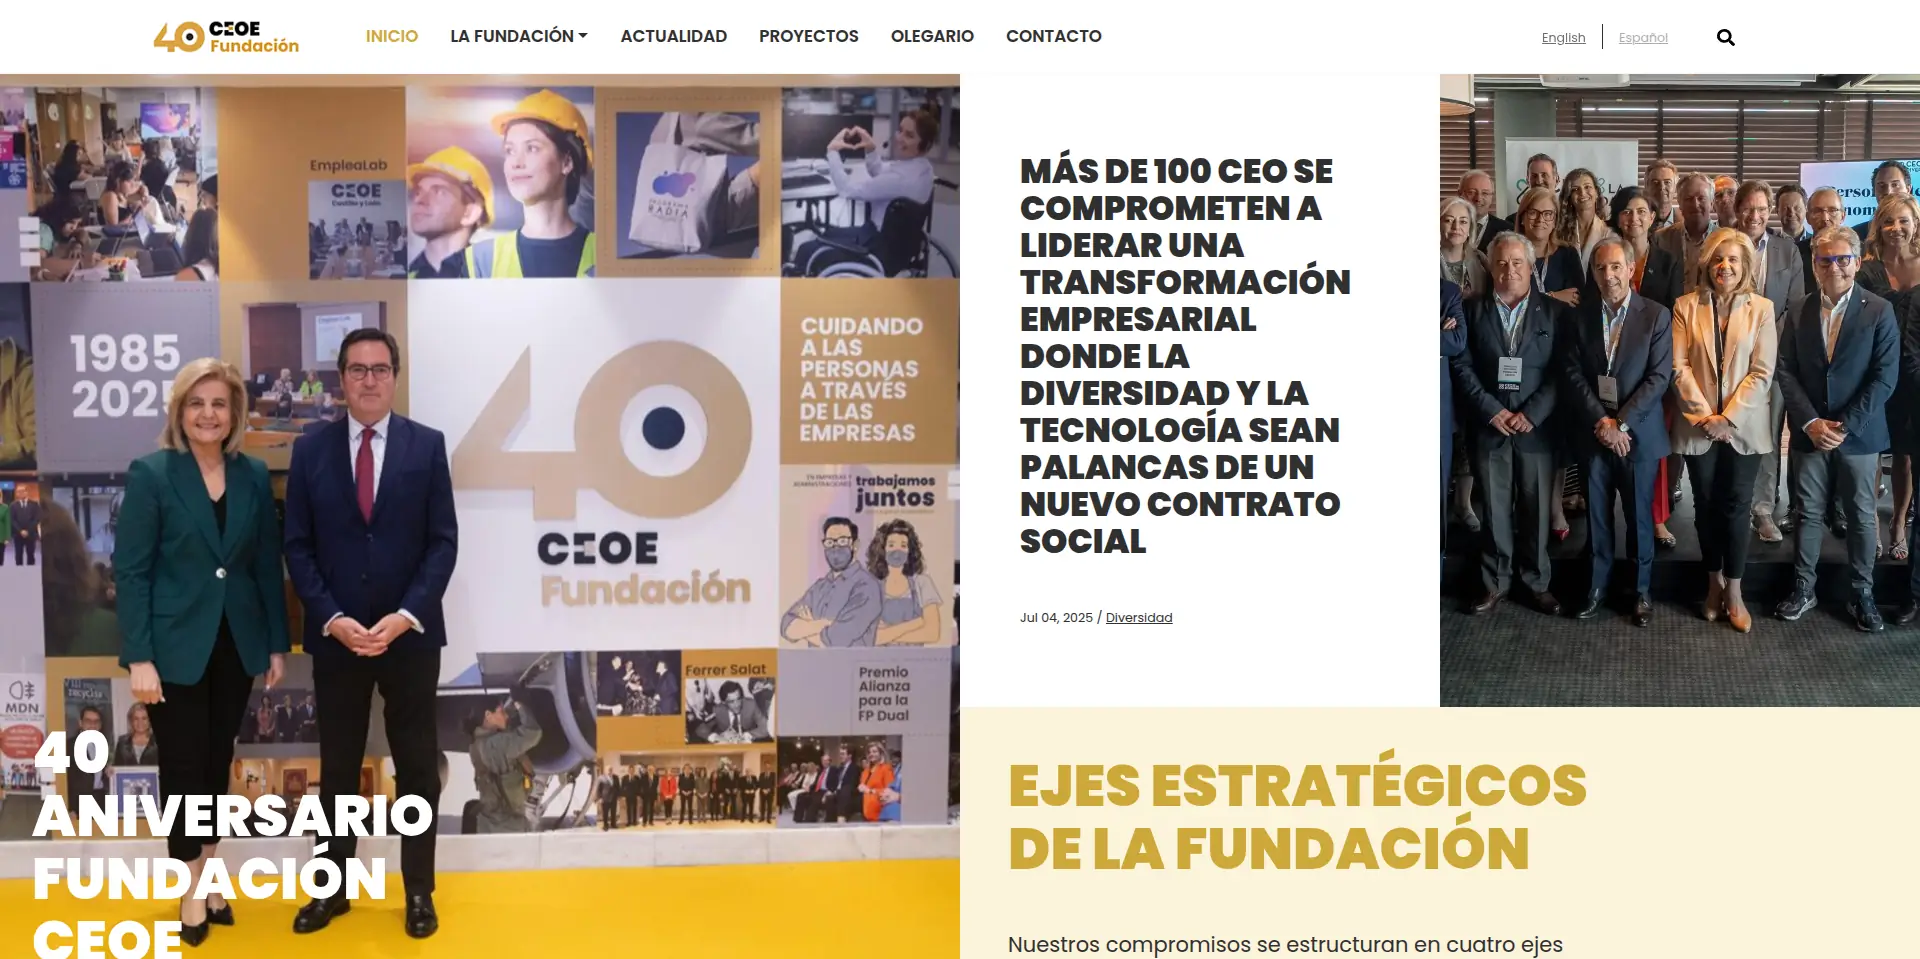 40 CEOE
Fundación
INICIO
LA FUNDACIÓN
ACTUALIDAD
PROYECTOS
OLEGARIO
CONTACTO
English
Español
EmpleaLab
CEOE
Castilla y León
RADIA
1985
2025
CUIDANDO
A LAS
PERSONAS
A TRAVÉS
DE LAS
EMPRESAS
40
CEOE
Fundación
trabajamos
juntos
Ferrer Salat
Premio
Alianza
para la
FP Dual
MDN
40
ANIVERSARIO
FUNDACIÓN
CEOE
MÁS DE 100 CEO SE
COMPROMETEN A
LIDERAR UNA
TRANSFORMACIÓN
EMPRESARIAL
DONDE LA
DIVERSIDAD Y LA
TECNOLOGÍA SEAN
PALANCAS DE UN
NUEVO CONTRATO
SOCIAL
Jul 04, 2025 / Diversidad
EJES ESTRATÉGICOS
DE LA FUNDACIÓN
Nuestros compromisos se estructuran en cuatro ejes